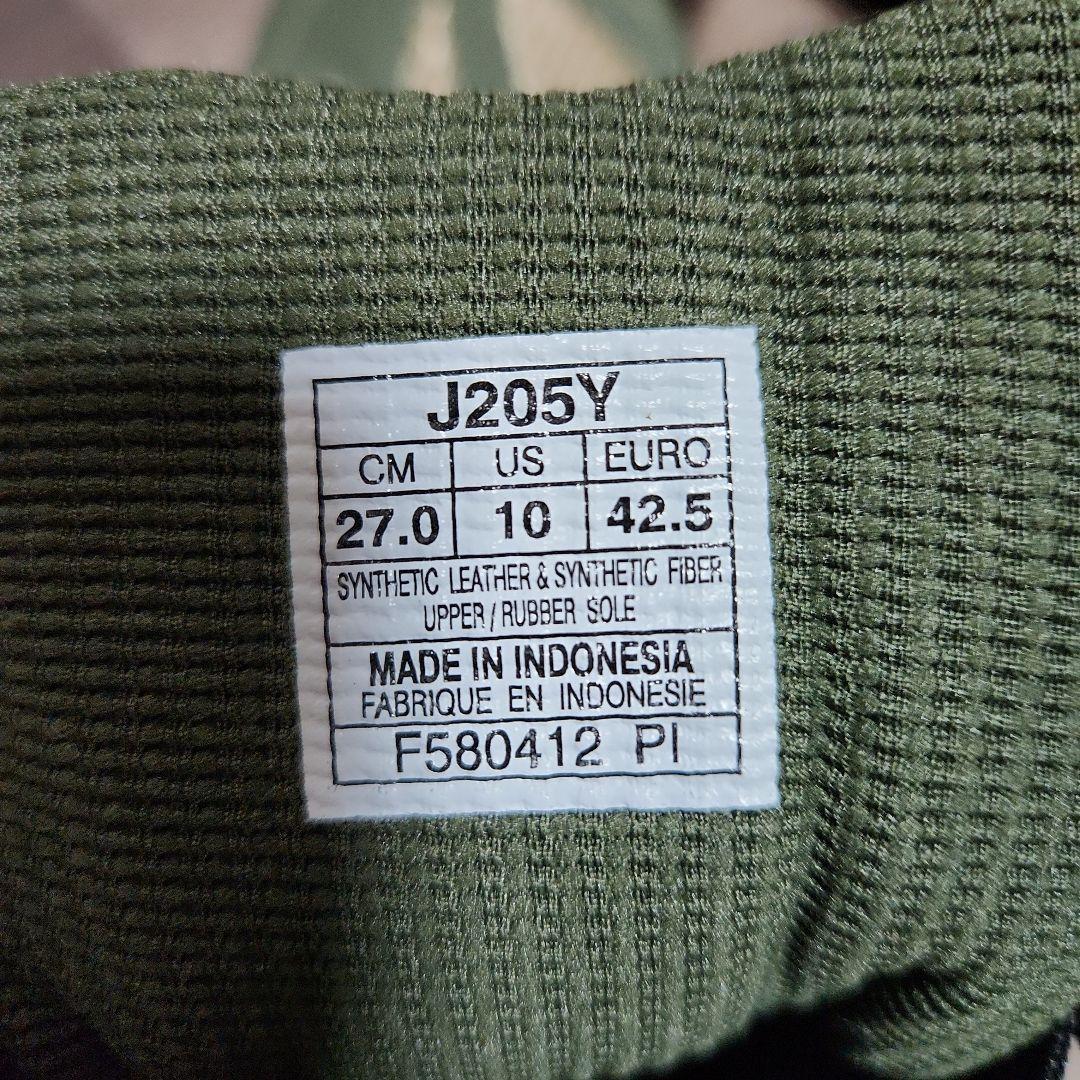 J205Y
CM US EURO
27.0 10 42.5
SYNTHETIC LEATHER & SYNTHETIC FIBER
UPPER / RUBBER SOLE
MADE IN INDONESIA
FABRIQUE EN INDONESIE
F580412 PI